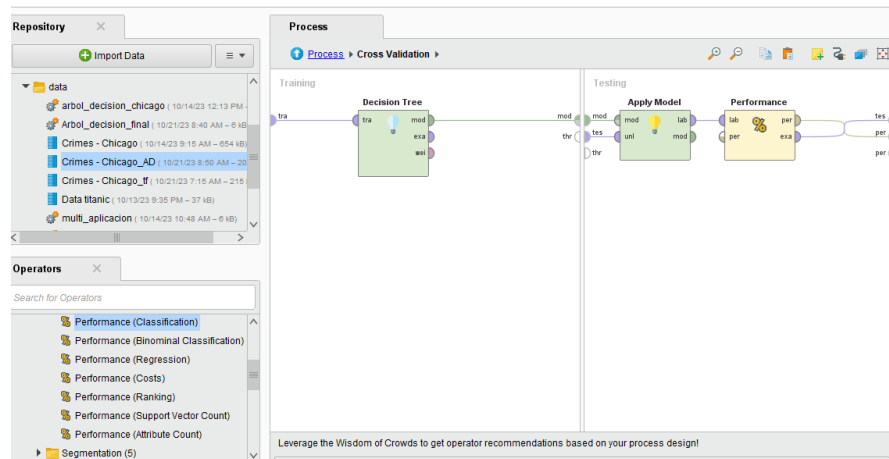 Repository
Import Data
data
arbol_decision_chicago ( 10/14/23 12:13 PM -
Arbol_decision_final ( 10/21/23 8:40 AM – 6 kB
Crimes - Chicago ( 10/14/23 9:15 AM – 654 kB)
Crimes - Chicago_AD ( 10/21/23 8:50 AM – 20
Crimes - Chicago_tf ( 10/21/23 7:15 AM – 215
Data titanic ( 10/13/23 9:35 PM – 37 kB)
multi_aplicacion ( 10/14/23 10:48 AM – 6 kB)
Operators
Search for Operators
Performance (Classification)
Performance (Binominal Classification)
Performance (Regression)
Performance (Costs)
Performance (Ranking)
Performance (Support Vector Count)
Performance (Attribute Count)
Segmentation (5)
Process
Process Cross Validation
Training
Decision Tree
tra tra mod mod
exa thr
wei
Testing
Apply Model Performance
mod mod lab lab per tes
tes unl mod per exa per
thr per
Leverage the Wisdom of Crowds to get operator recommendations based on your process design!